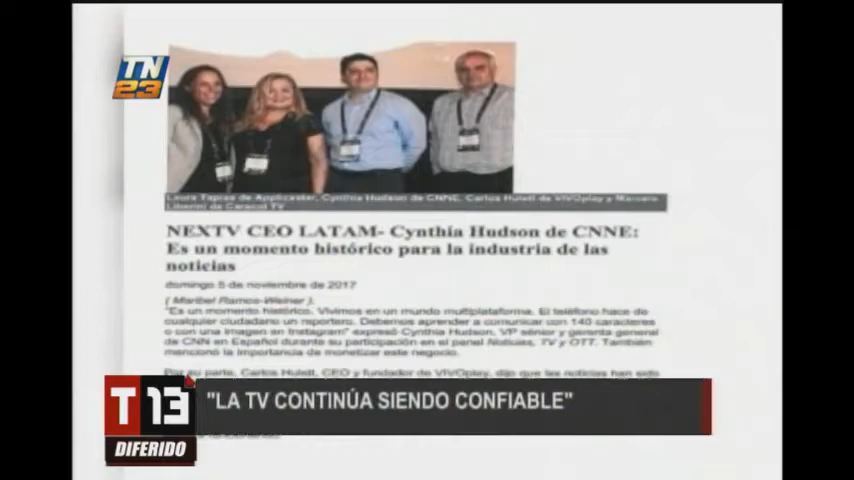 TN
23
Laura Tapias de Applicaster, Cynthia Hudson de CNNE, Carlos Hulett de VIVOplay y Marcelo
Liberini de Caracol TV
NEXTV CEO LATAM- Cynthia Hudson de CNNE:
Es un momento histórico para la industria de las
noticias
domingo 5 de noviembre de 2017
( Maribel Ramos-Weiner ).
"Es un momento histórico. Vivimos en un mundo multiplataforma. El teléfono hace de
cualquier ciudadano un reportero. Debemos aprender a comunicar con 140 caracteres
o con una imagen en Instagram" expresó Cynthia Hudson, VP sénior y gerenta general
de CNN en Español durante su participación en el panel Noticias, TV y OTT. También
mencionó la importancia de monetizar este negocio.
Por su parte, Carlos Hulett, CEO y fundador de VIVOplay, dijo que las noticias han sido
T 13
"LA TV CONTINÚA SIENDO CONFIABLE"
DIFERIDO